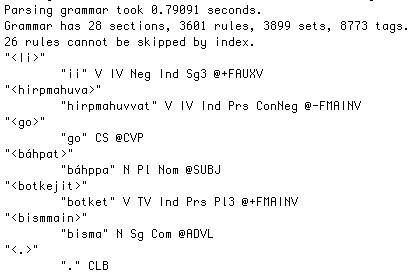 Parsing grammar took 0.79091 seconds.
Grammar has 28 sections, 3601 rules, 3899 sets, 8773 tags.
26 rules cannot be skipped by index.
"<Ii>"
"ii" V IV Neg Ind Sg3 @+FAUXV
"<hirpmahuva>"
"hirpmahuvvat" V IV Ind Prs ConNeg @-FMAINV
"<go>"
"go" CS @CVP
"<báhpat>"
"báhppa" N Pl Nom @SUBJ
"<botkejit>"
"botket" V TV Ind Prs Pl3 @+FMAINV
"<bismmain>"
"bisma" N Sg Com @ADVL
"<.>"
"." CLB